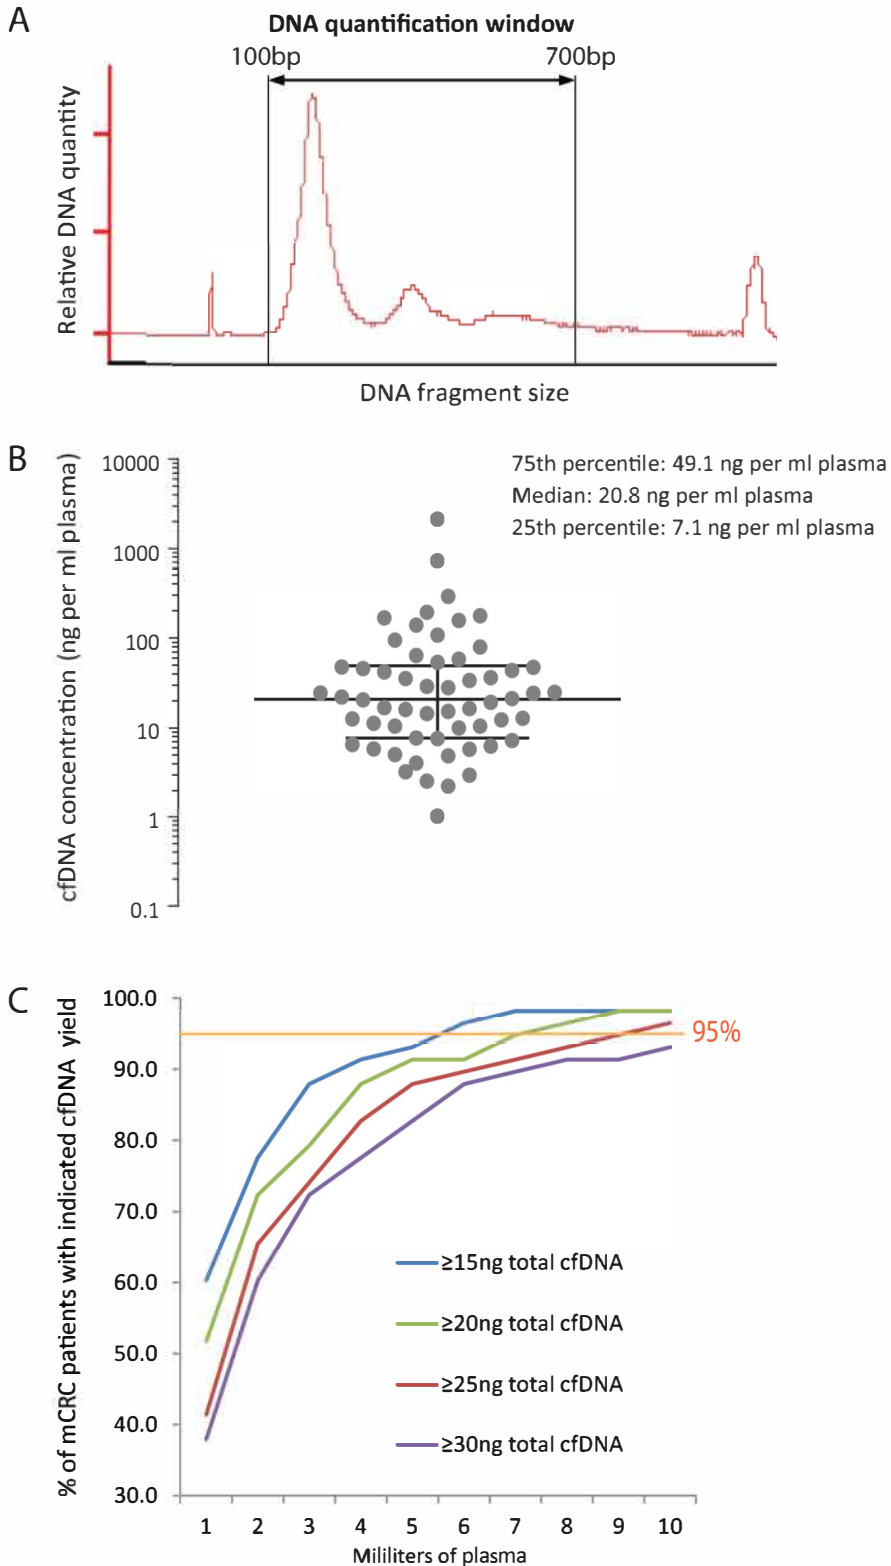 A
DNA quantification window
100bp
700bp
Relative DNA quantity
DNA fragment size
B
cfDNA concentration (ng per ml plasma)
10000
1000
100
10
1
0.1
75th percentile: 49.1 ng per ml plasma
Median: 20.8 ng per ml plasma
25th percentile: 7.1 ng per ml plasma
C
% of mCRC patients with indicated cfDNA yield
100.0
90.0
80.0
70.0
60.0
50.0
40.0
30.0
95%
≥15ng total cfDNA
≥20ng total cfDNA
≥25ng total cfDNA
≥30ng total cfDNA
1 2 3 4 5 6 7 8 9 10
Mililiters of plasma